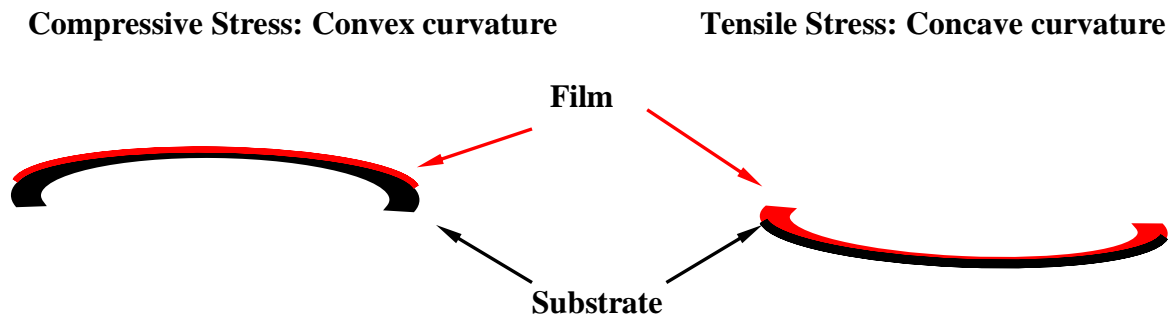 Compressive Stress: Convex curvature
Tensile Stress: Concave curvature
Film
Substrate